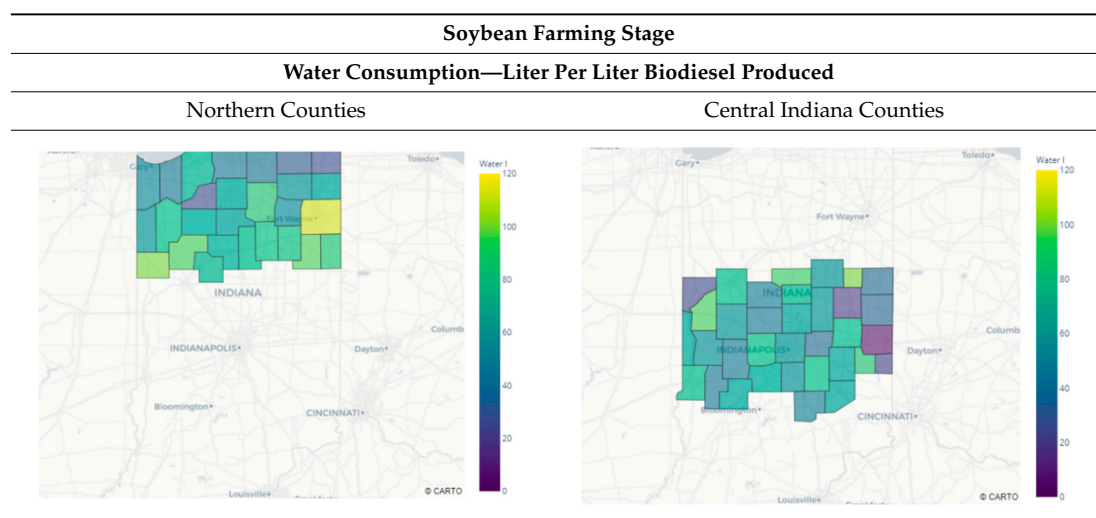 Soybean Farming Stage
Water Consumption—Liter Per Liter Biodiesel Produced
Northern Counties
Central Indiana Counties
Gary•
Toledo•
Fort Wayne•
INDIANA
Columb
INDIANAPOLIS•
Dayton•
Bloomington•
CINCINNATI•
Louisville•
© CARTO
Water l
120
100
80
60
40
20
0
Gary•
Toledo•
Fort Wayne•
INDIANA
Columb
INDIANAPOLIS•
Dayton•
Bloomington•
CINCINNATI•
Louisville•
© CARTO
Water l
120
100
80
60
40
20
0